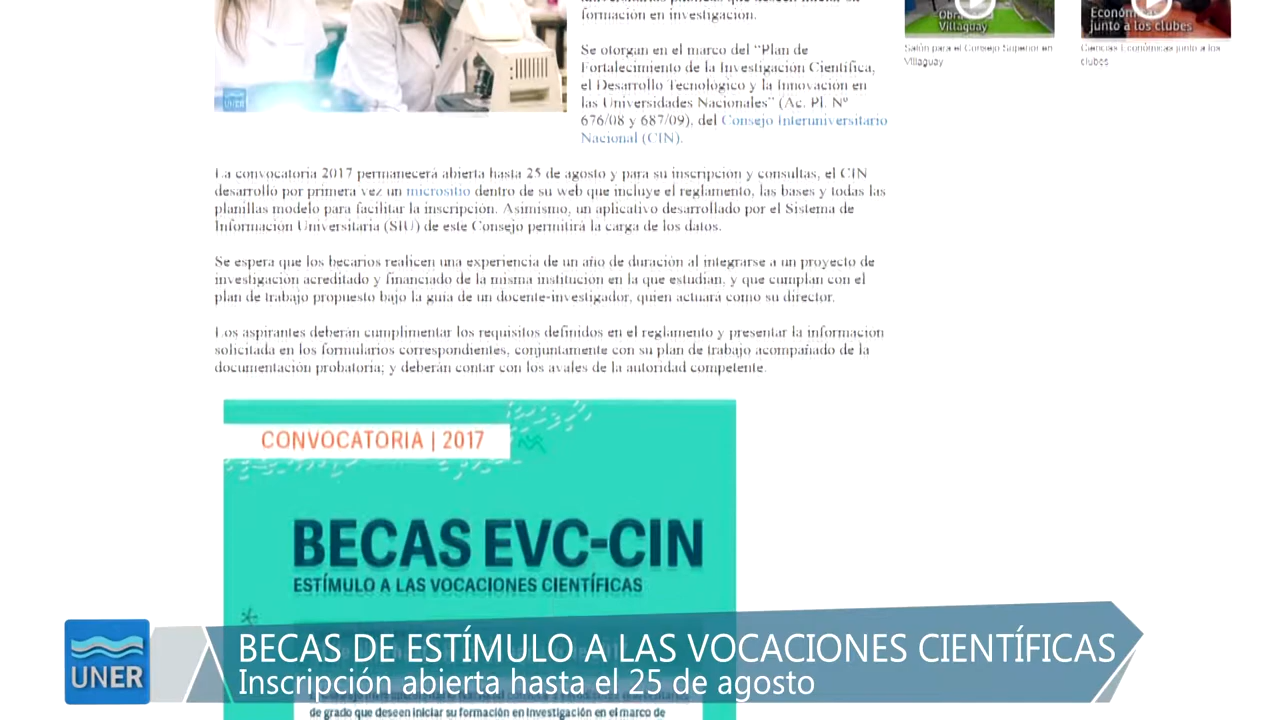 formación en investigación.
Se otorgan en el marco del “Plan de
Fortalecimiento de la Investigación Científica,
el Desarrollo Tecnológico y la Innovación en
las Universidades Nacionales” (Ac. Pl. Nº
676/08 y 687/09), del Consejo Interuniversitario
Nacional (CIN).
Villaguay
Salón para el Consejo Superior en
Villaguay
junto a los clubes
Ciencias Económicas junto a los
clubes
UNER
La convocatoria 2017 permanecerá abierta hasta 25 de agosto y para su inscripción y consultas, el CIN
desarrolló por primera vez un micrositio dentro de su web que incluye el reglamento, las bases y todas las
planillas modelo para facilitar la inscripción. Asimismo, un aplicativo desarrollado por el Sistema de
Información Universitaria (SIU) de este Consejo permitirá la carga de los datos.
Se espera que los becarios realicen una experiencia de un año de duración al integrarse a un proyecto de
investigación acreditado y financiado de la misma institución en la que estudian, y que cumplan con el
plan de trabajo propuesto bajo la guía de un docente-investigador, quien actuará como su director.
Los aspirantes deberán cumplimentar los requisitos definidos en el reglamento y presentar la información
solicitada en los formularios correspondientes, conjuntamente con su plan de trabajo acompañado de la
documentación probatoria; y deberán contar con los avales de la autoridad competente.
CONVOCATORIA | 2017
BECAS EVC-CIN
ESTÍMULO A LAS VOCACIONES CIENTÍFICAS
UNER
BECAS DE ESTÍMULO A LAS VOCACIONES CIENTÍFICAS
Inscripción abierta hasta el 25 de agosto
de grado que deseen iniciar su formación en investigación en el marco de